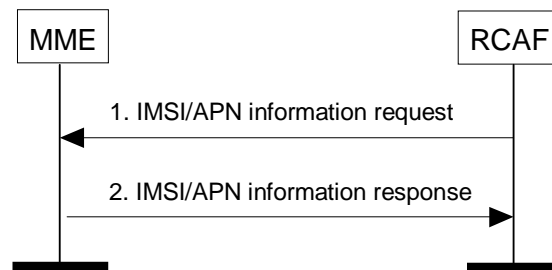 MME
RCAF
1. IMSI/APN information request
2. IMSI/APN information response